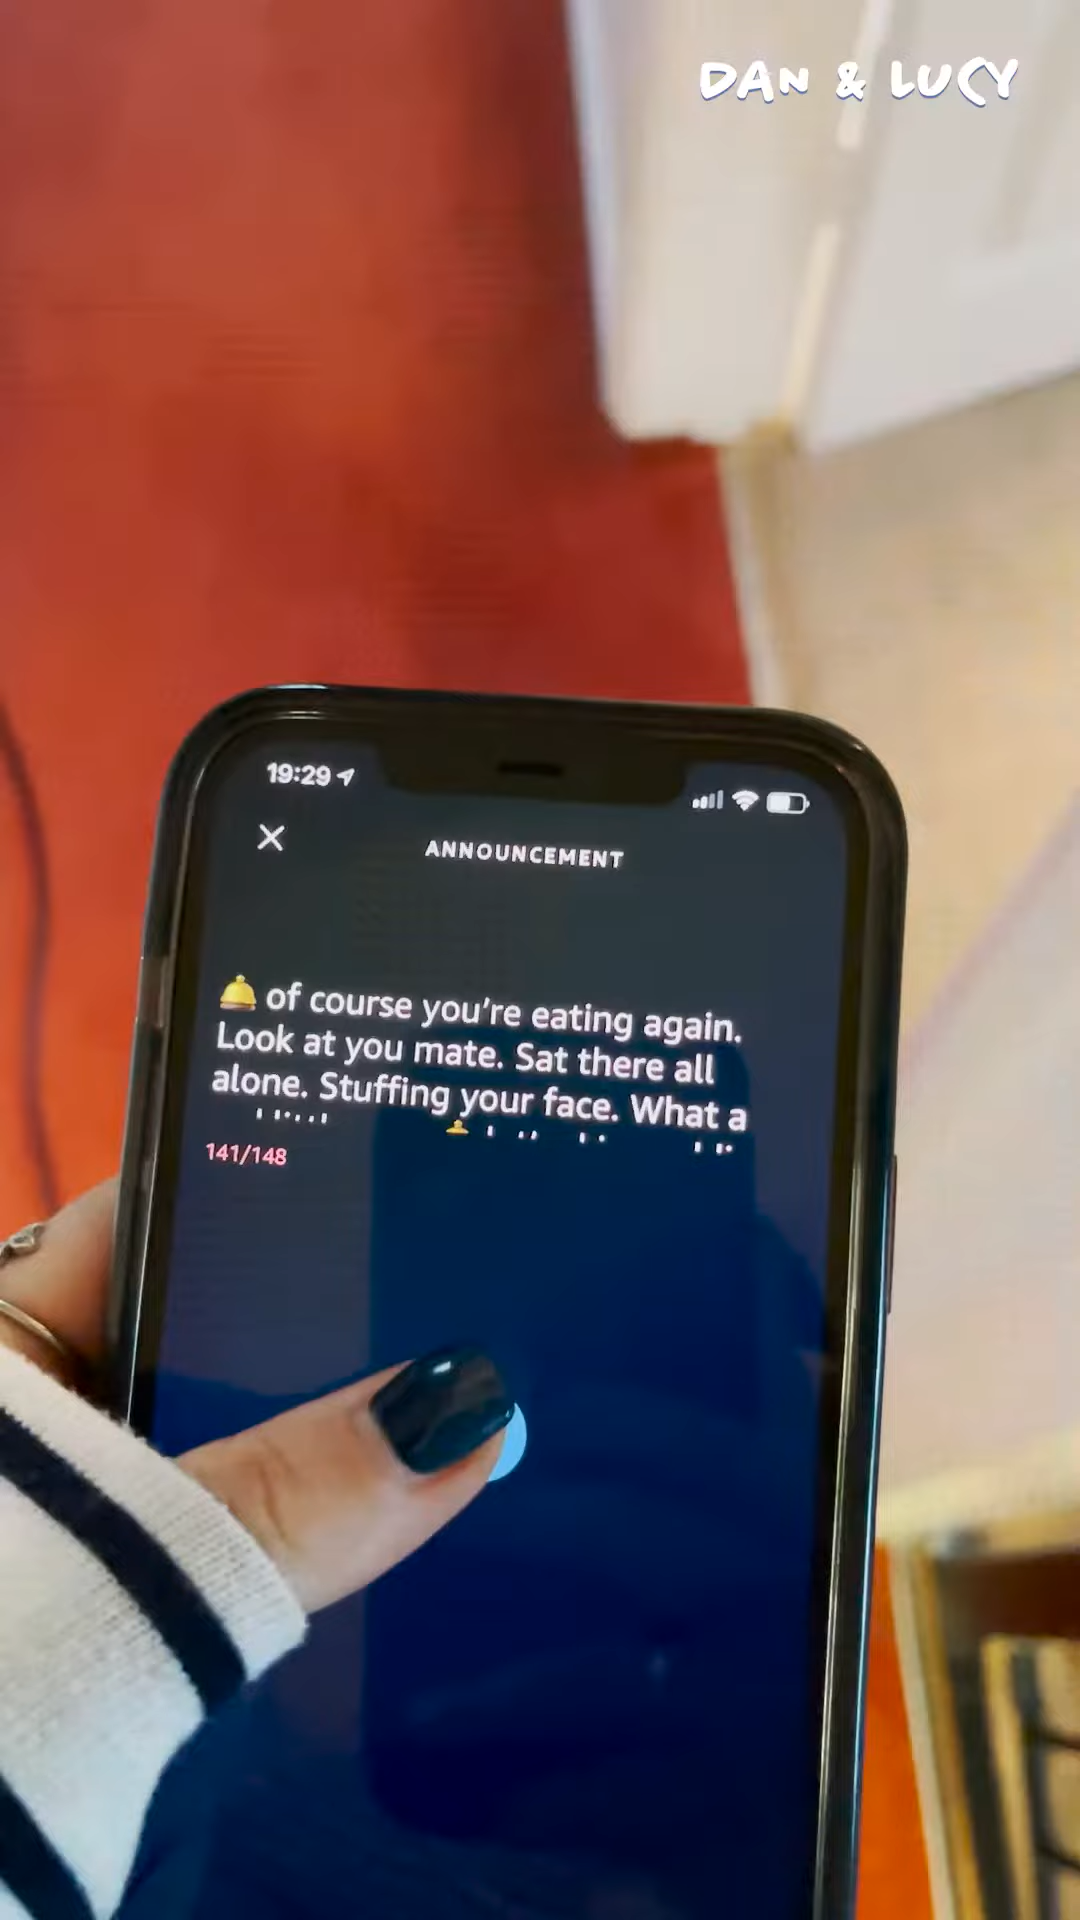 DAN & LUCY
19:29
ANNOUNCEMENT
🛎️ of course you're eating again.
Look at you mate. Sat there all
alone. Stuffing your face. What a
141/148